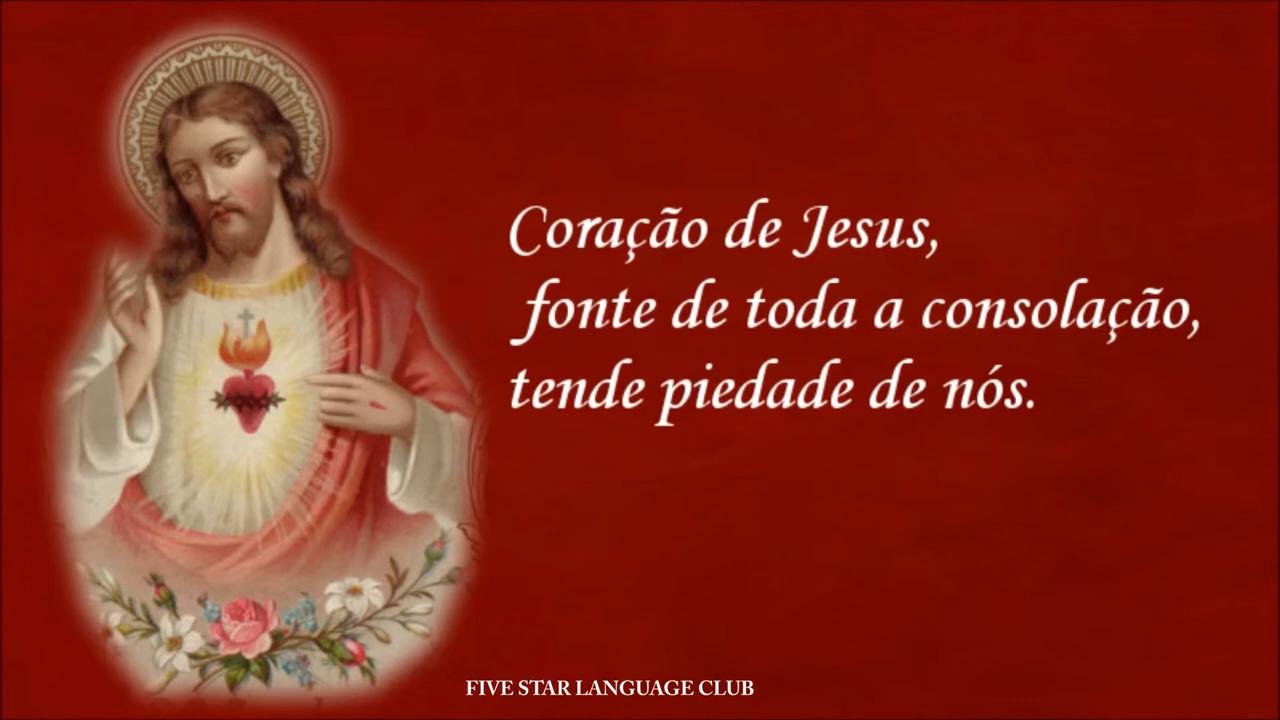 Coração de Jesus,
fonte de toda a consolação,
tende piedade de nós.
FIVE STAR LANGUAGE CLUB